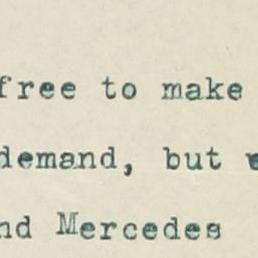 free to make
demand, but
nd Mercedes